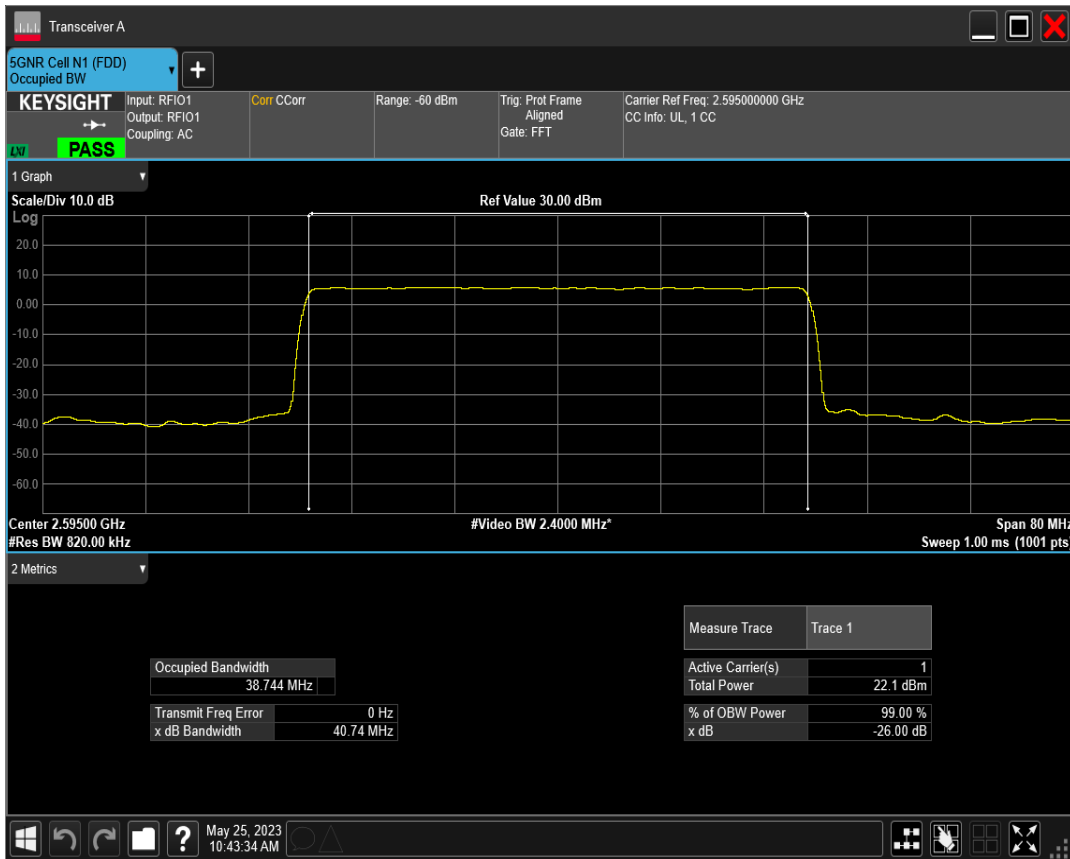 Transceiver A
5GNR Cell N1 (FDD)
Occupied BW
+
KEYSIGHT
LXI
PASS
Input: RFIO1
Output: RFIO1
Coupling: AC
Corr CCorr
Range: -60 dBm
Trig: Prot Frame
Aligned
Gate: FFT
Carrier Ref Freq: 2.595000000 GHz
CC Info: UL, 1 CC
1 Graph
Scale/Div 10.0 dB
Ref Value 30.00 dBm
Log
20.0
10.0
0.00
-10.0
-20.0
-30.0
-40.0
-50.0
-60.0
Center 2.59500 GHz
#Video BW 2.4000 MHz*
Span 80 MHz
#Res BW 820.00 kHz
Sweep 1.00 ms (1001 pts)
2 Metrics
Measure Trace Trace 1
Occupied Bandwidth
38.744 MHz
Transmit Freq Error 0 Hz
x dB Bandwidth 40.74 MHz
Active Carrier(s) 1
Total Power 22.1 dBm
% of OBW Power 99.00 %
x dB -26.00 dB
?
May 25, 2023
10:43:34 AM